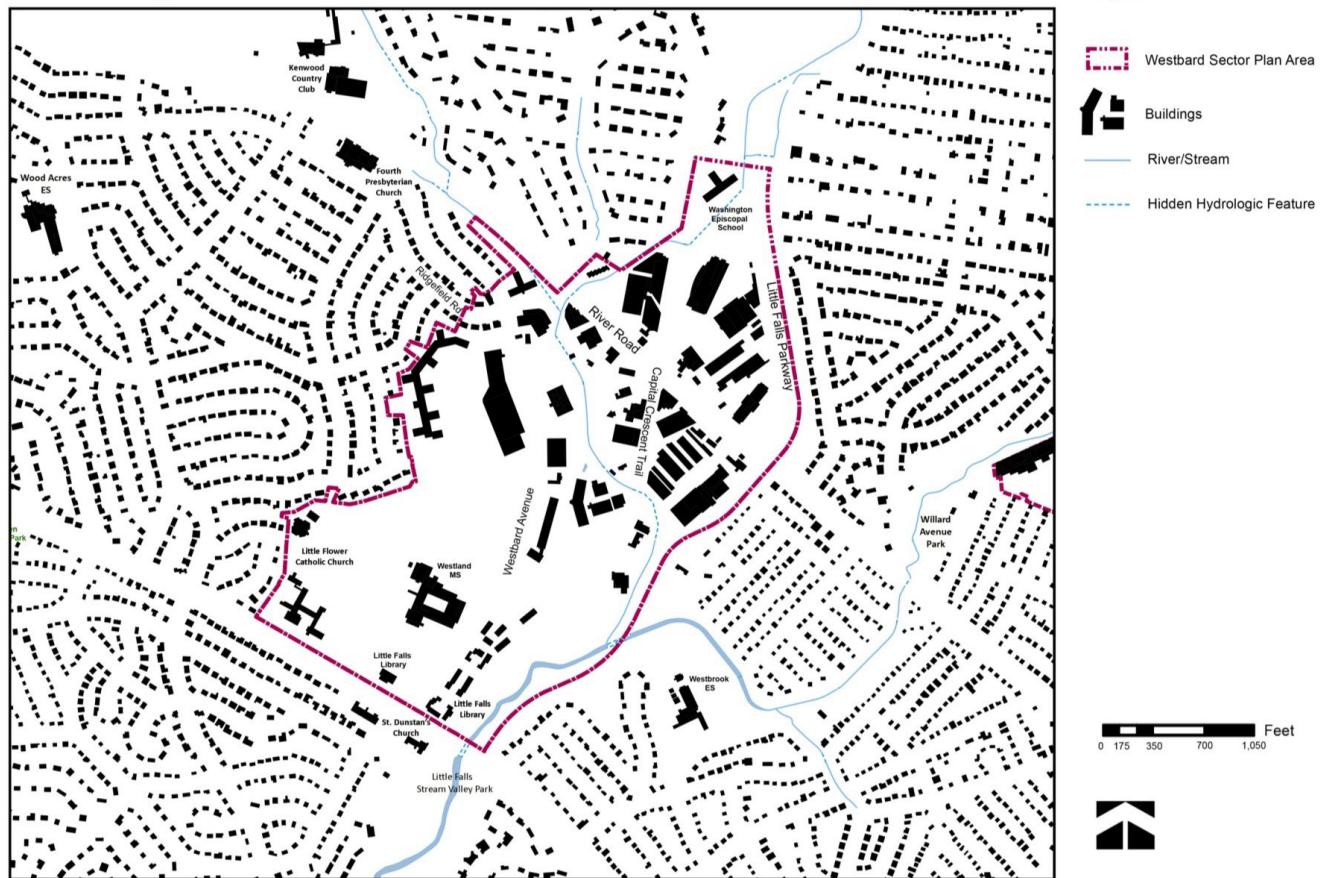 Kenwood
Country
Club
Wood Acres
ES
Fourth
Presbyterian
Church
Washington
Episcopal
School
Ridgefield Rd
River Road
Little Falls Parkway
Capital Crescent Trail
Westbard Avenue
Willard
Avenue
Park
n
Park
Little Flower
Catholic Church
Westland
MS
Little Falls
Library
Little Falls
Library
St. Dunstan's
Church
Westbrook
ES
Little Falls
Stream Valley Park
Westbard Sector Plan Area
Buildings
River/Stream
Hidden Hydrologic Feature
Feet
0 175 350 700 1,050